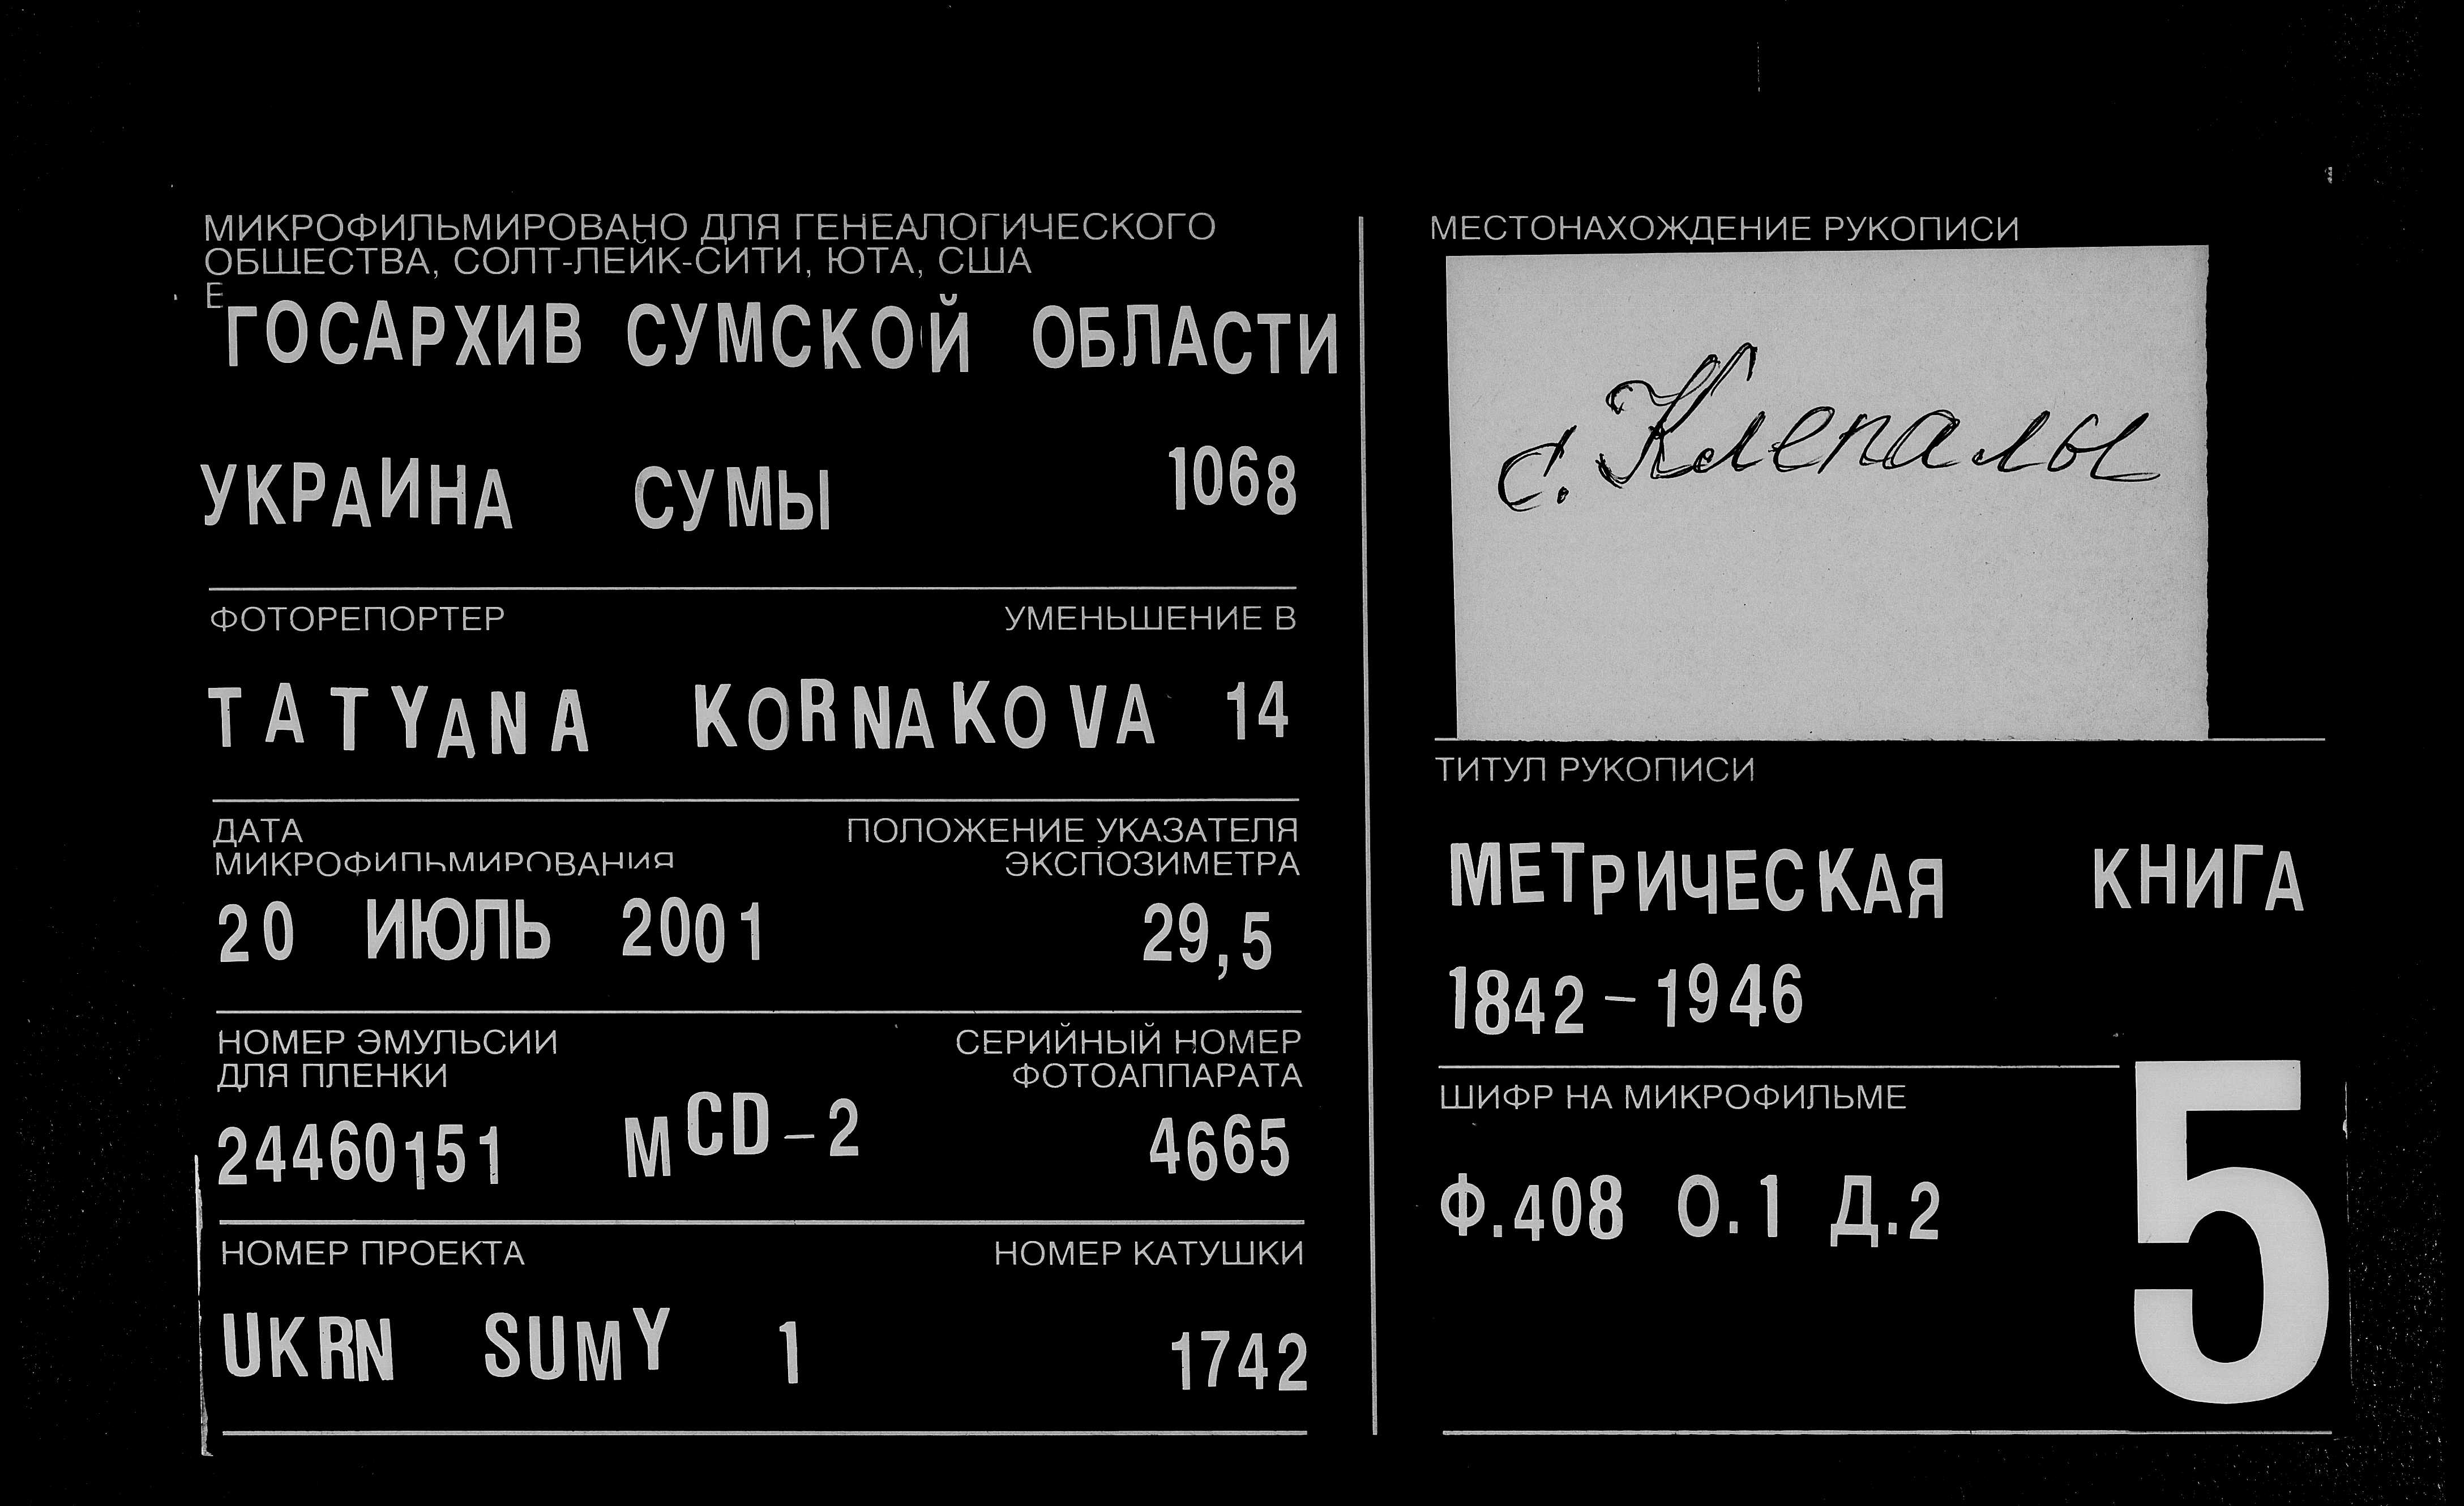 МИКРОФИЛЬМИРОВАНО ДЛЯ ГЕНЕАЛОГИЧЕСКОГО
ОБЩЕСТВА, СОЛТ-ЛЕЙК-СИТИ, ЮТА, США
Е
ГОСАРХИВ СУМСКОЙ ОБЛАСТИ
УКРАИНА СУМЫ 1068
ФОТОРЕПОРТЕР УМЕНЬШЕНИЕ В
TATYANA KORNAKOVA 14
ДАТА ПОЛОЖЕНИЕ УКАЗАТЕЛЯ
МИКРОФИЛЬМИРОВАНИЯ ЭКСПОЗИМЕТРА
20 ИЮЛЬ 2001 29,5
НОМЕР ЭМУЛЬСИИ СЕРИЙНЫЙ НОМЕР
ДЛЯ ПЛЕНКИ ФОТОАППАРАТА
24460151 MCD-2 4665
НОМЕР ПРОЕКТА НОМЕР КАТУШКИ
UKRN SUMY 1 1742
МЕСТОНАХОЖДЕНИЕ РУКОПИСИ
с. Клепалы
ТИТУЛ РУКОПИСИ
МЕТРИЧЕСКАЯ КНИГА
1842-1946
ШИФР НА МИКРОФИЛЬМЕ
Ф.408 О.1 Д.2
5